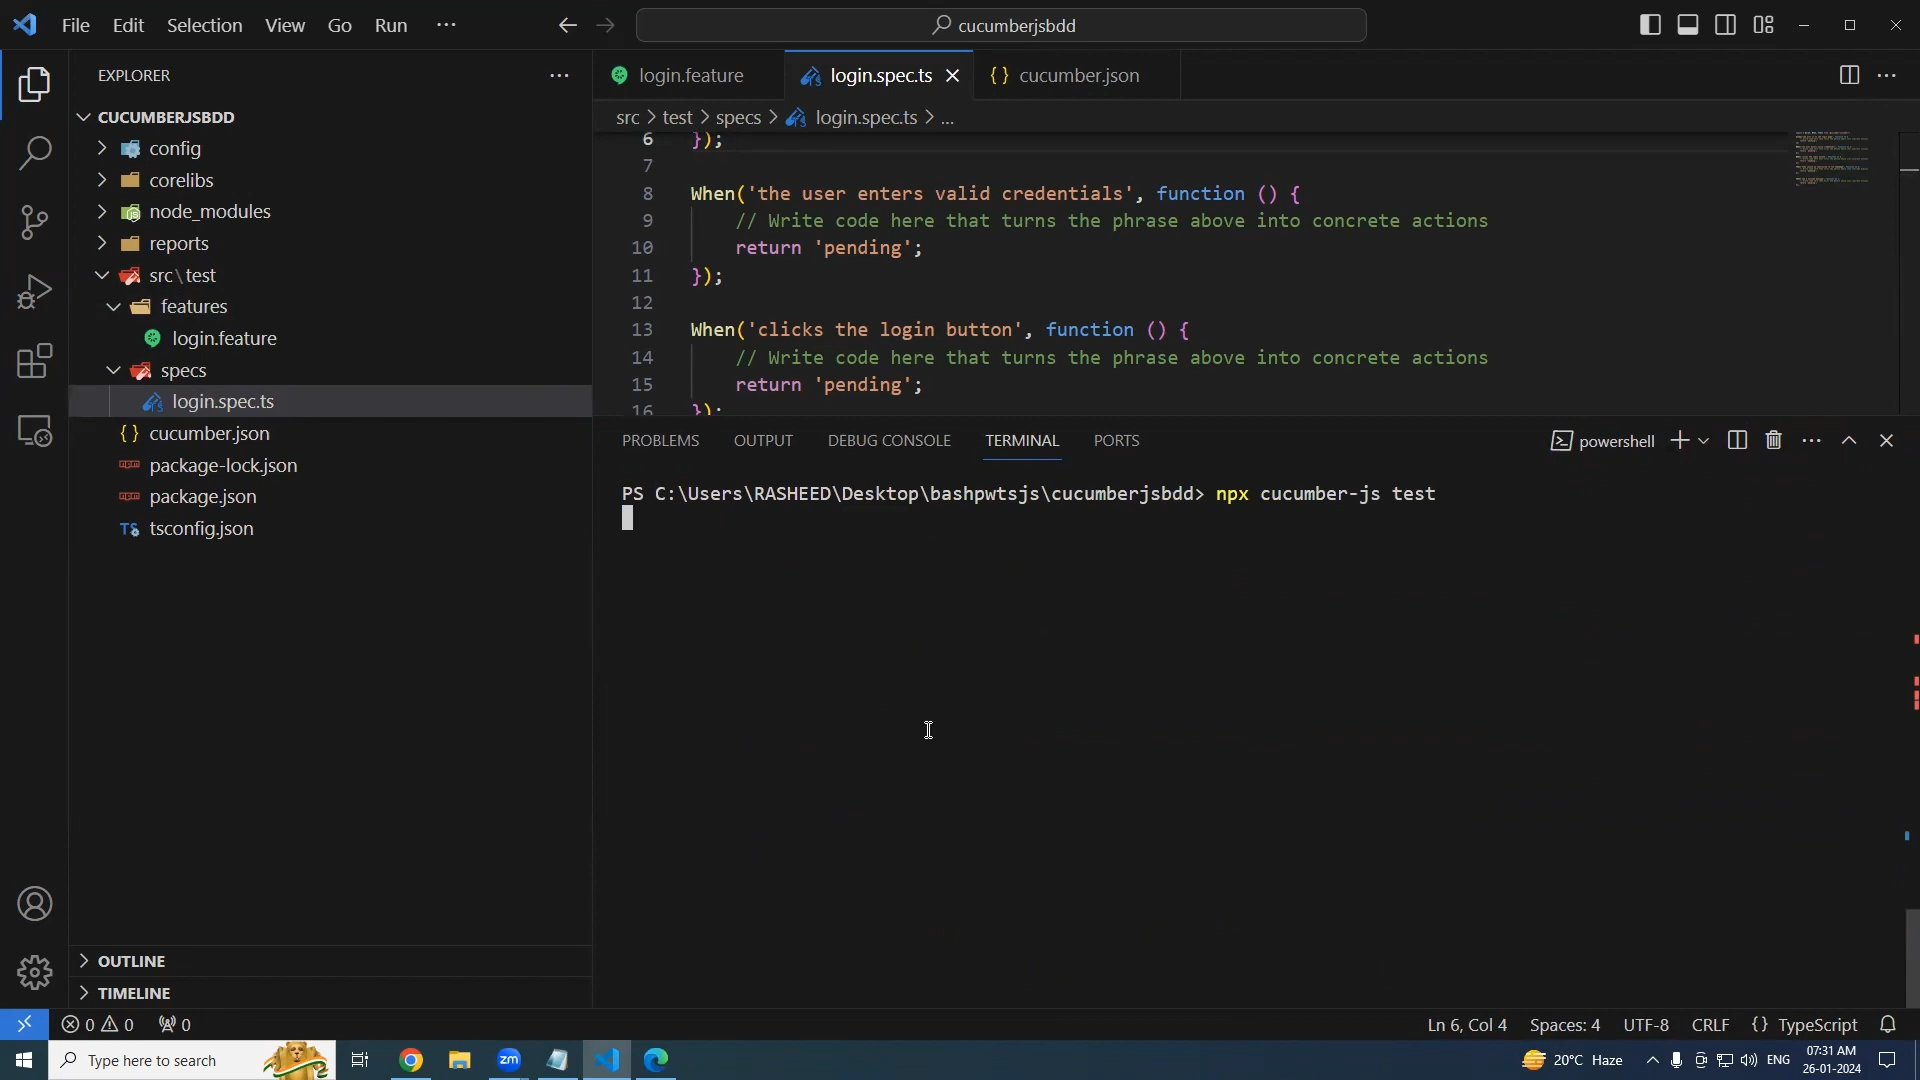 File Edit Selection View Go Run ···
cucumberjsbdd
EXPLORER
CUCUMBERJSBDD
config
corelibs
node_modules
reports
src\test
features
login.feature
specs
login.spec.ts
cucumber.json
package-lock.json
package.json
TS tsconfig.json
OUTLINE
TIMELINE
login.feature login.spec.ts {} cucumber.json
src > test > specs > login.spec.ts > ...
6 });
7
8 When('the user enters valid credentials', function () {
9 // Write code here that turns the phrase above into concrete actions
10 return 'pending';
11 });
12
13 When('clicks the login button', function () {
14 // Write code here that turns the phrase above into concrete actions
15 return 'pending';
16 });
PROBLEMS OUTPUT DEBUG CONSOLE TERMINAL PORTS
powershell
PS C:\Users\RASHEED\Desktop\bashpwtsjs\cucumberjsbdd> npx cucumber-js test
0 0 0
Ln 6, Col 4 Spaces: 4 UTF-8 CRLF {} TypeScript
Type here to search
zm
20°C Haze
ENG
07:31 AM
26-01-2024